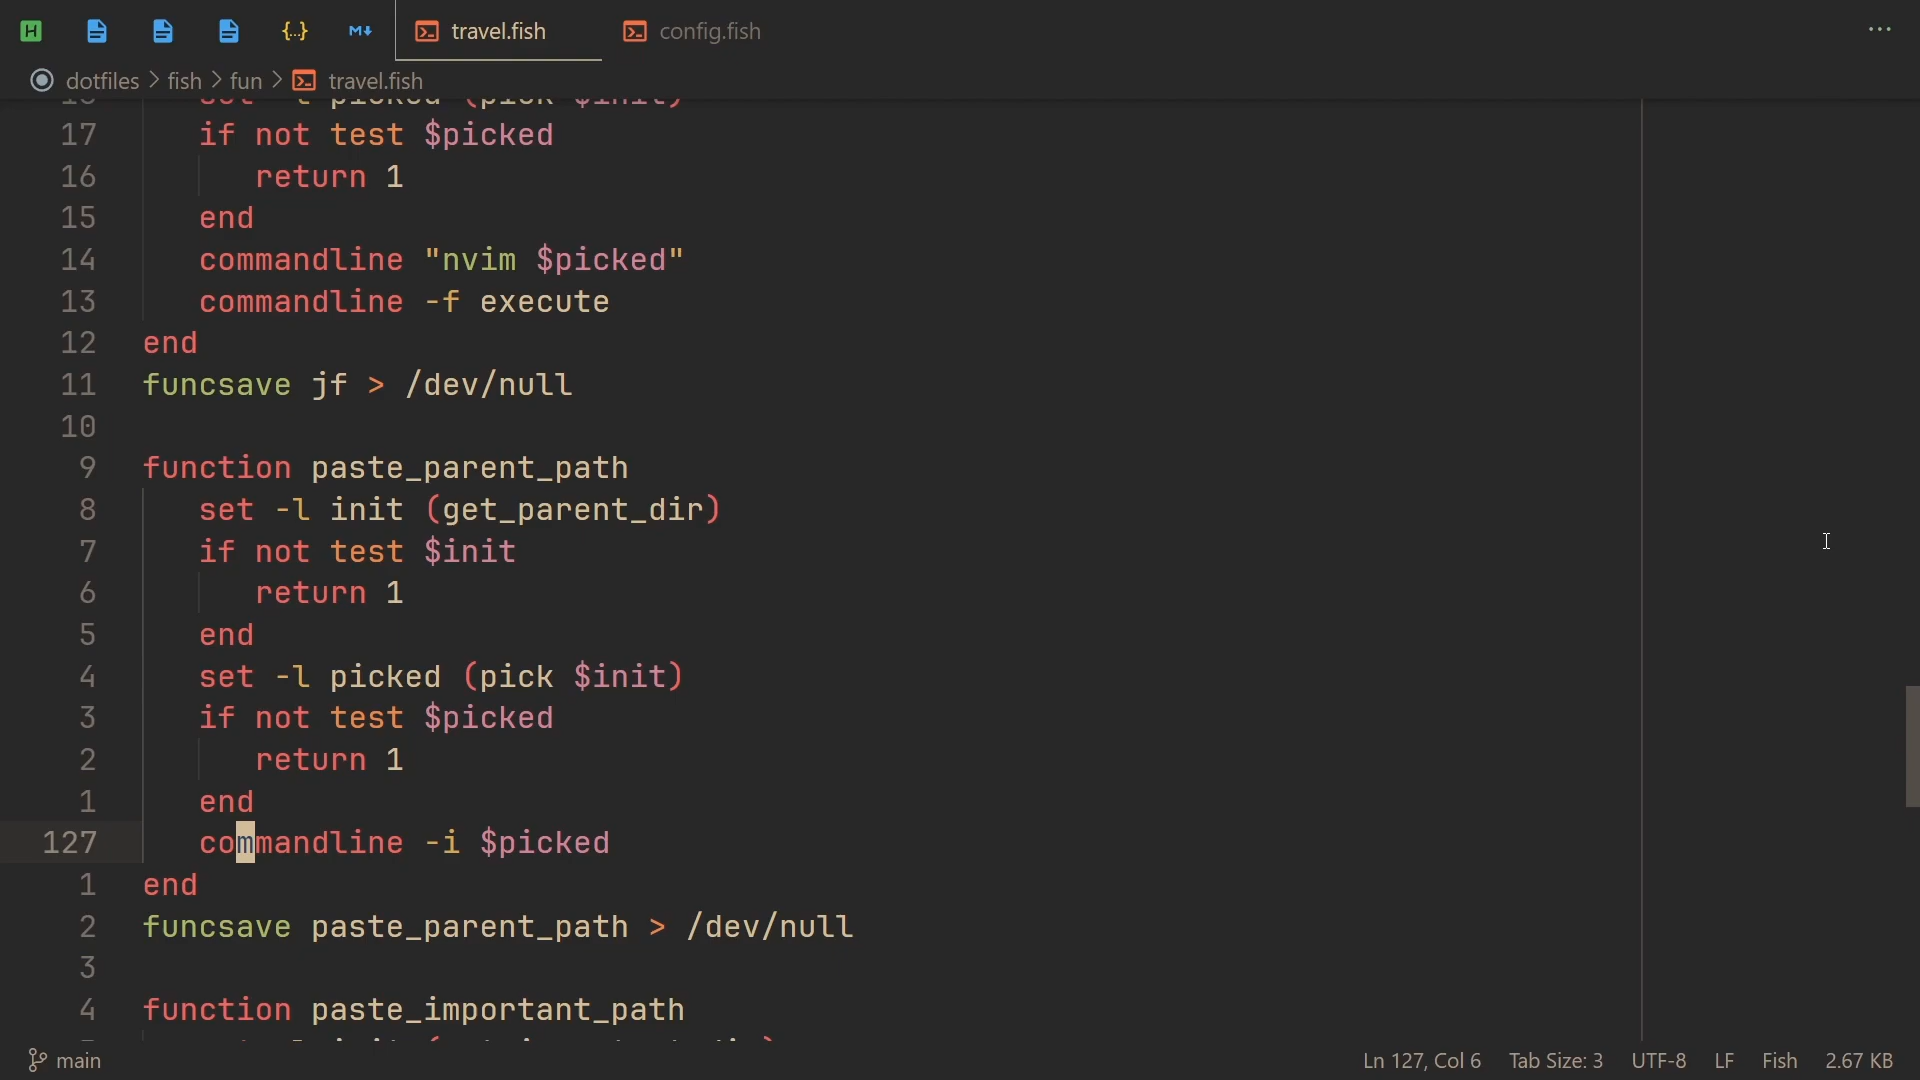 H {..} M↓ travel.fish config.fish ...
dotfiles > fish > fun > travel.fish
set -l picked (pick $init)
17 if not test $picked
16 return 1
15 end
14 commandline "nvim $picked"
13 commandline -f execute
12 end
11 funcsave jf > /dev/null
10
9 function paste_parent_path
8 set -l init (get_parent_dir)
7 if not test $init
6 return 1
5 end
4 set -l picked (pick $init)
3 if not test $picked
2 return 1
1 end
127 commandline -i $picked
1 end
2 funcsave paste_parent_path > /dev/null
3
4 function paste_important_path
main Ln 127, Col 6 Tab Size: 3 UTF-8 LF Fish 2.67 KB